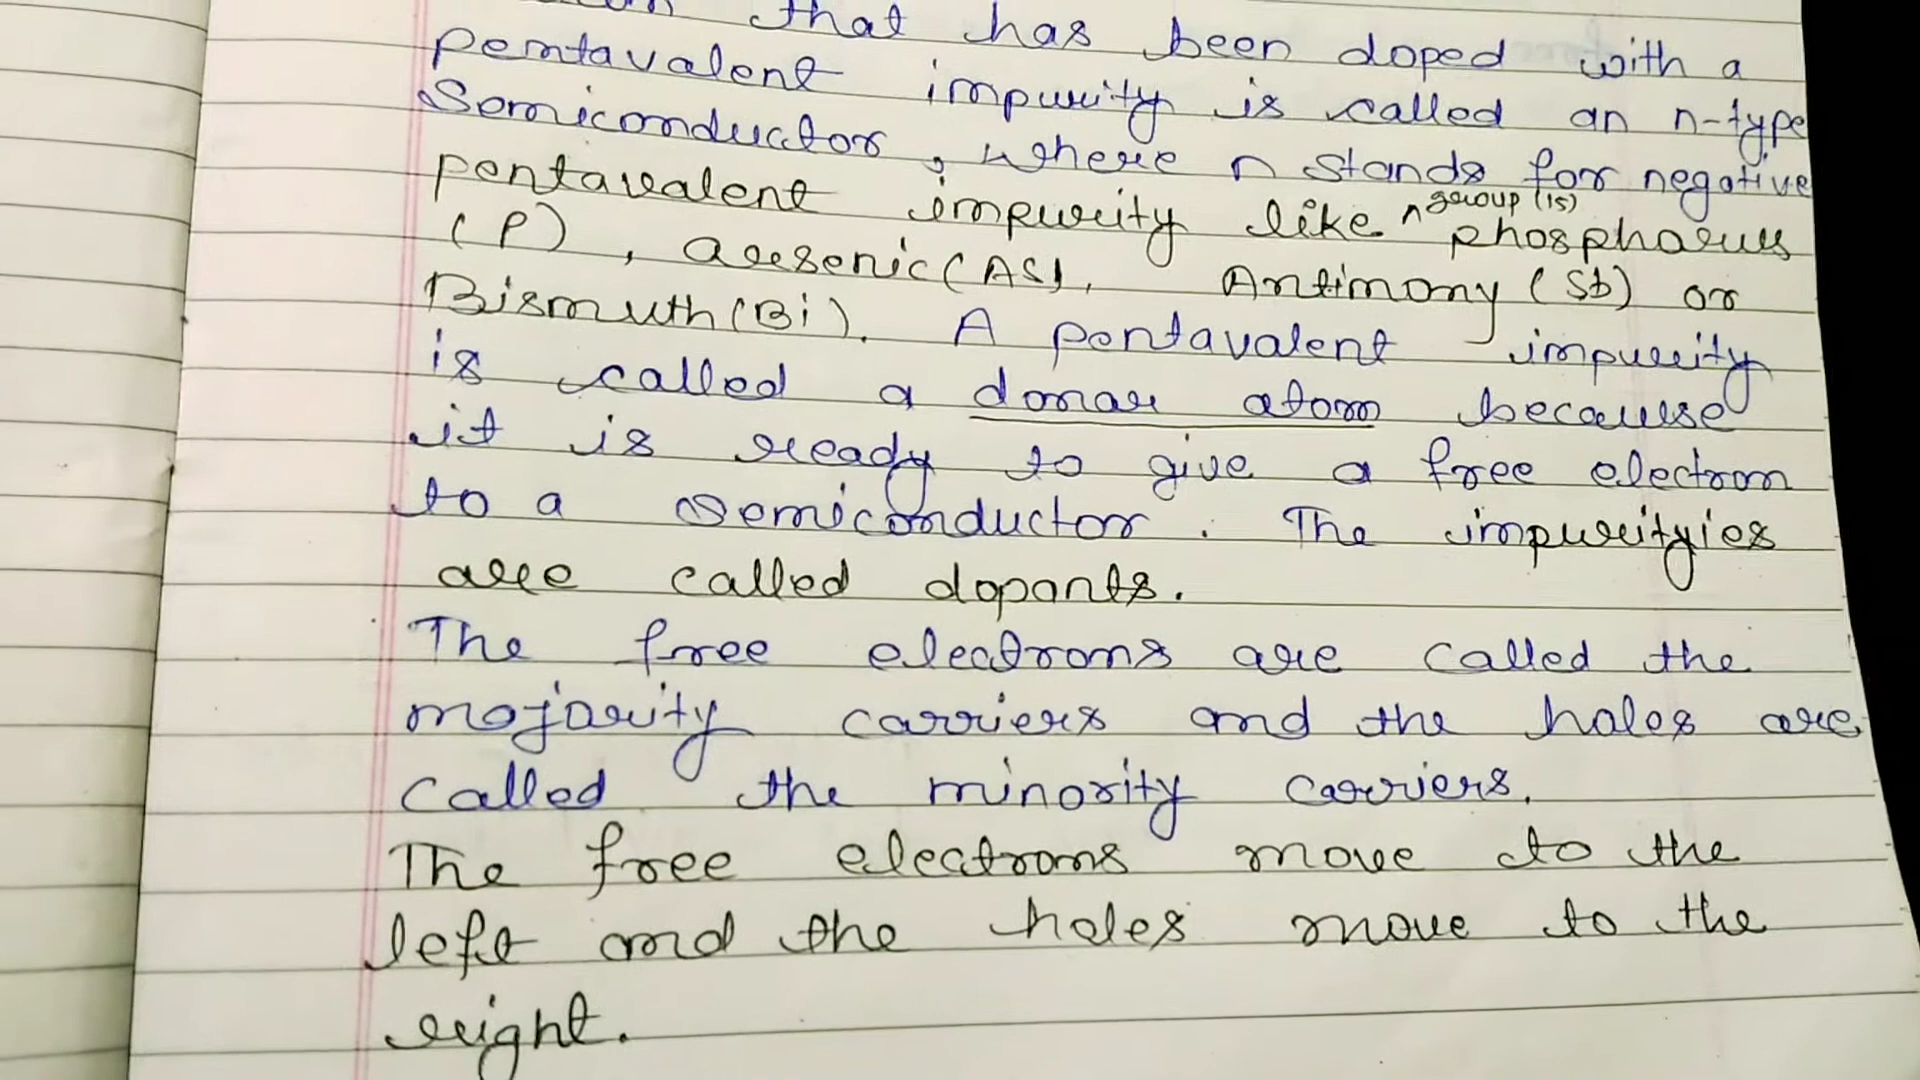 that has been doped with a
pentavalent impurity is called an n-type
Semiconductor, where n stands for negative
pentavalent impurity like ^ group (15) phosphorus
(P), arsenic (AS), Antimony (Sb) or
Bismuth (Bi). A pentavalent impurity
is called a donar atom because
it is ready to give a free electron
to a semiconductor. The impurityies
are called dopants.
The free electrons are called the
majority carriers and the holes are
called the minority carriers.
The free electrons move to the
left and the holes move to the
right.